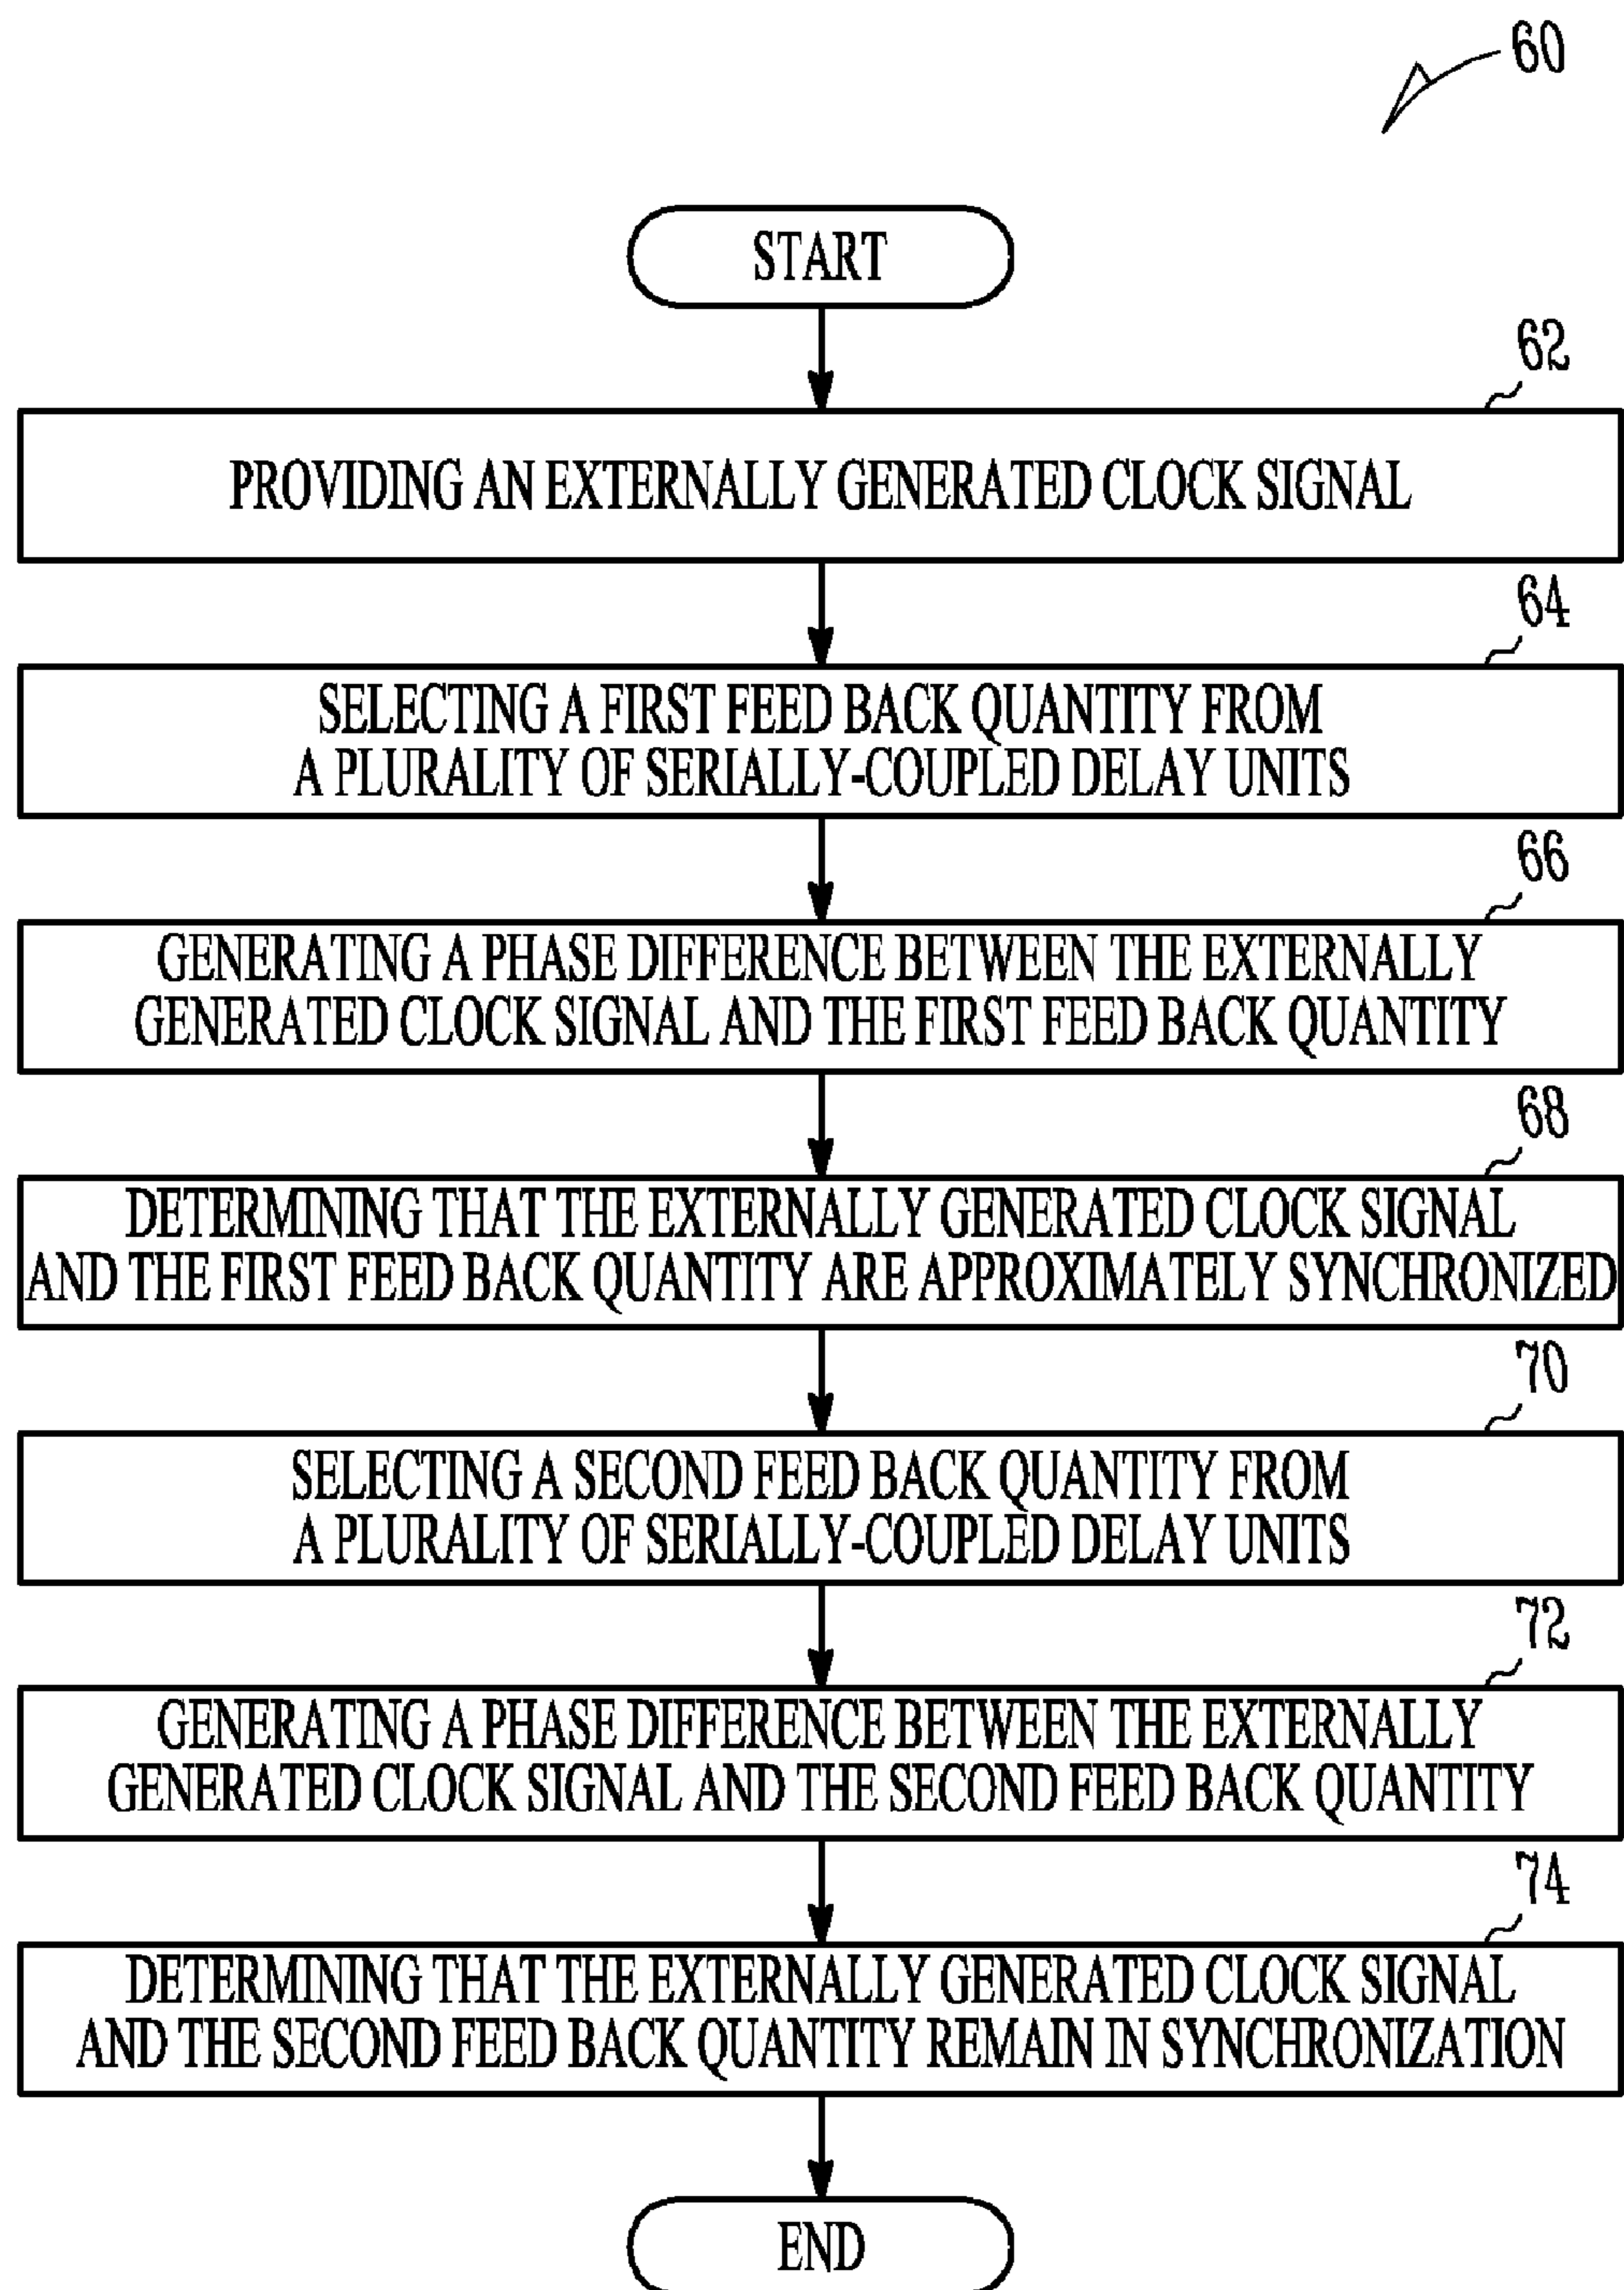 60
START
62
PROVIDING AN EXTERNALLY GENERATED CLOCK SIGNAL
64
SELECTING A FIRST FEED BACK QUANTITY FROM
A PLURALITY OF SERIALLY-COUPLED DELAY UNITS
66
GENERATING A PHASE DIFFERENCE BETWEEN THE EXTERNALLY
GENERATED CLOCK SIGNAL AND THE FIRST FEED BACK QUANTITY
68
DETERMINING THAT THE EXTERNALLY GENERATED CLOCK SIGNAL
AND THE FIRST FEED BACK QUANTITY ARE APPROXIMATELY SYNCHRONIZED
70
SELECTING A SECOND FEED BACK QUANTITY FROM
A PLURALITY OF SERIALLY-COUPLED DELAY UNITS
72
GENERATING A PHASE DIFFERENCE BETWEEN THE EXTERNALLY
GENERATED CLOCK SIGNAL AND THE SECOND FEED BACK QUANTITY
74
DETERMINING THAT THE EXTERNALLY GENERATED CLOCK SIGNAL
AND THE SECOND FEED BACK QUANTITY REMAIN IN SYNCHRONIZATION
END